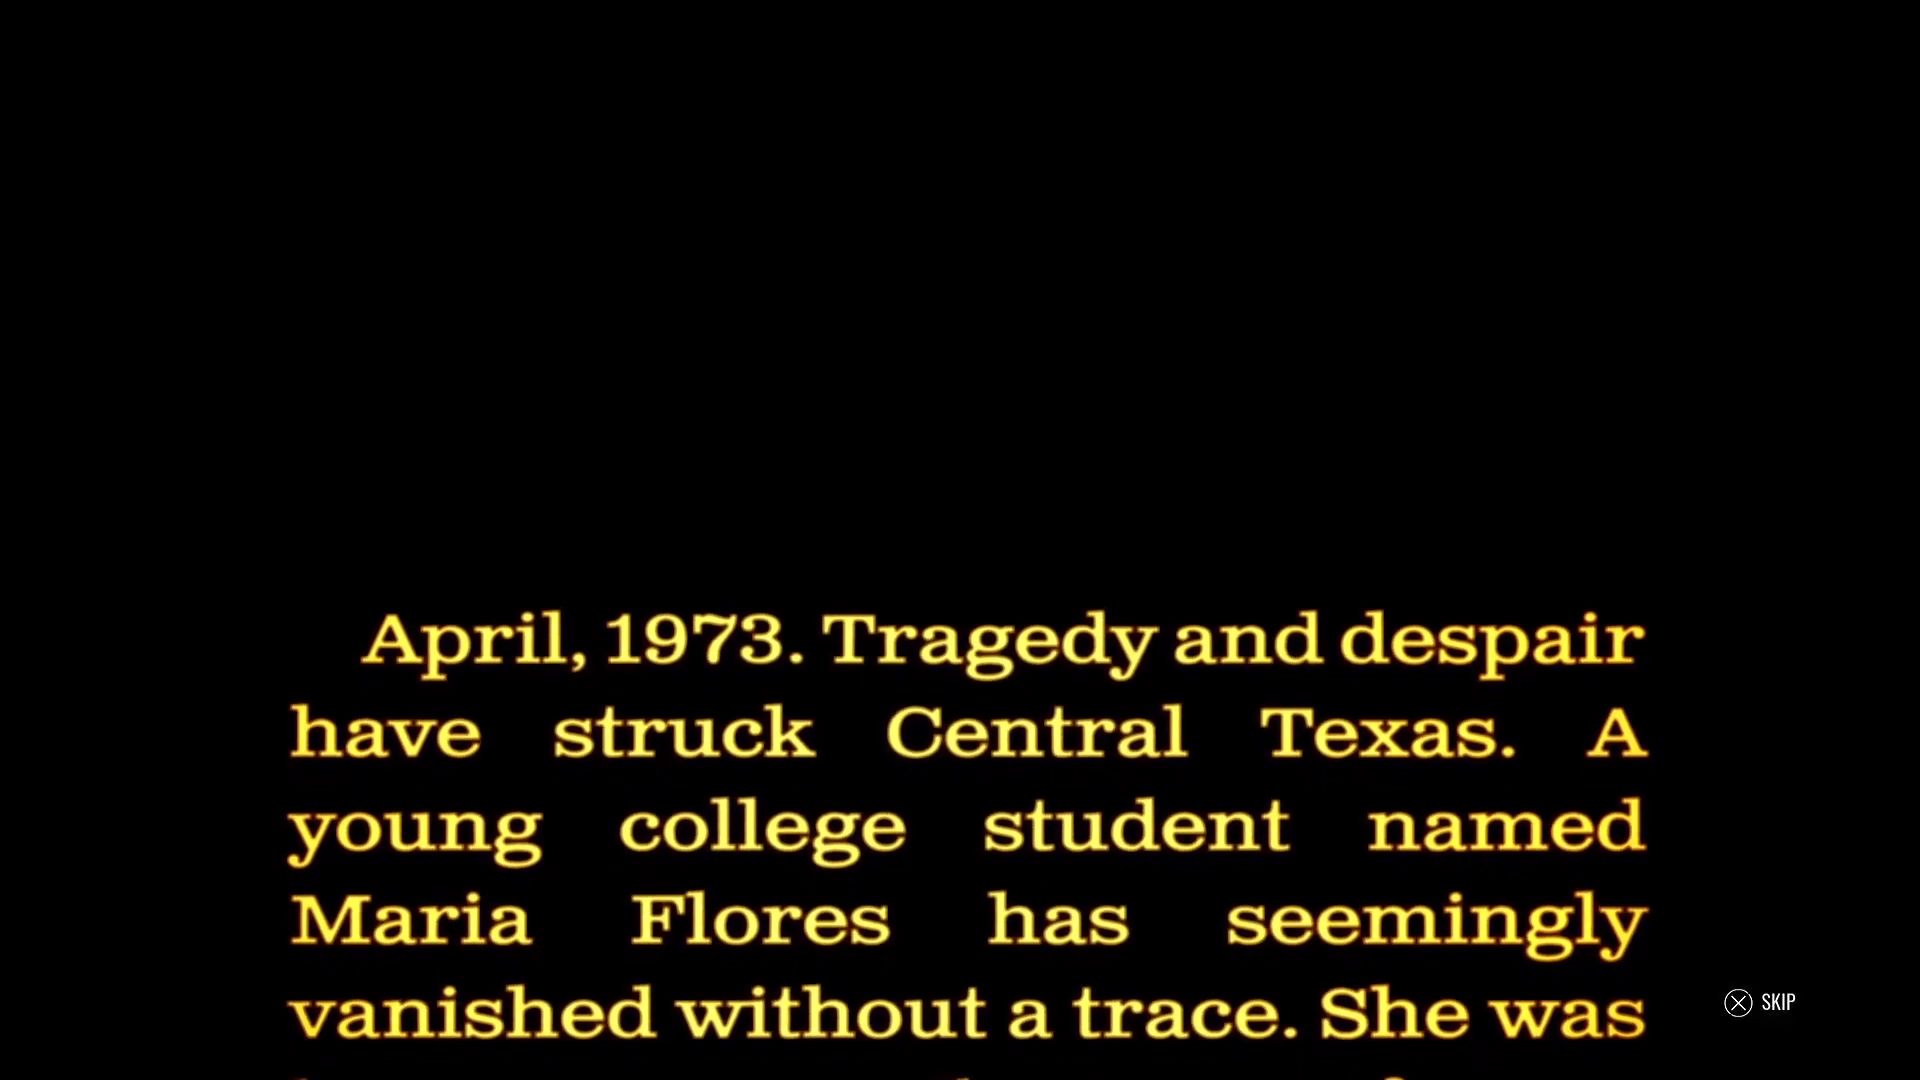 April, 1973. Tragedy and despair
have struck Central Texas. A
young college student named
Maria Flores has seemingly
vanished without a trace. She was
SKIP